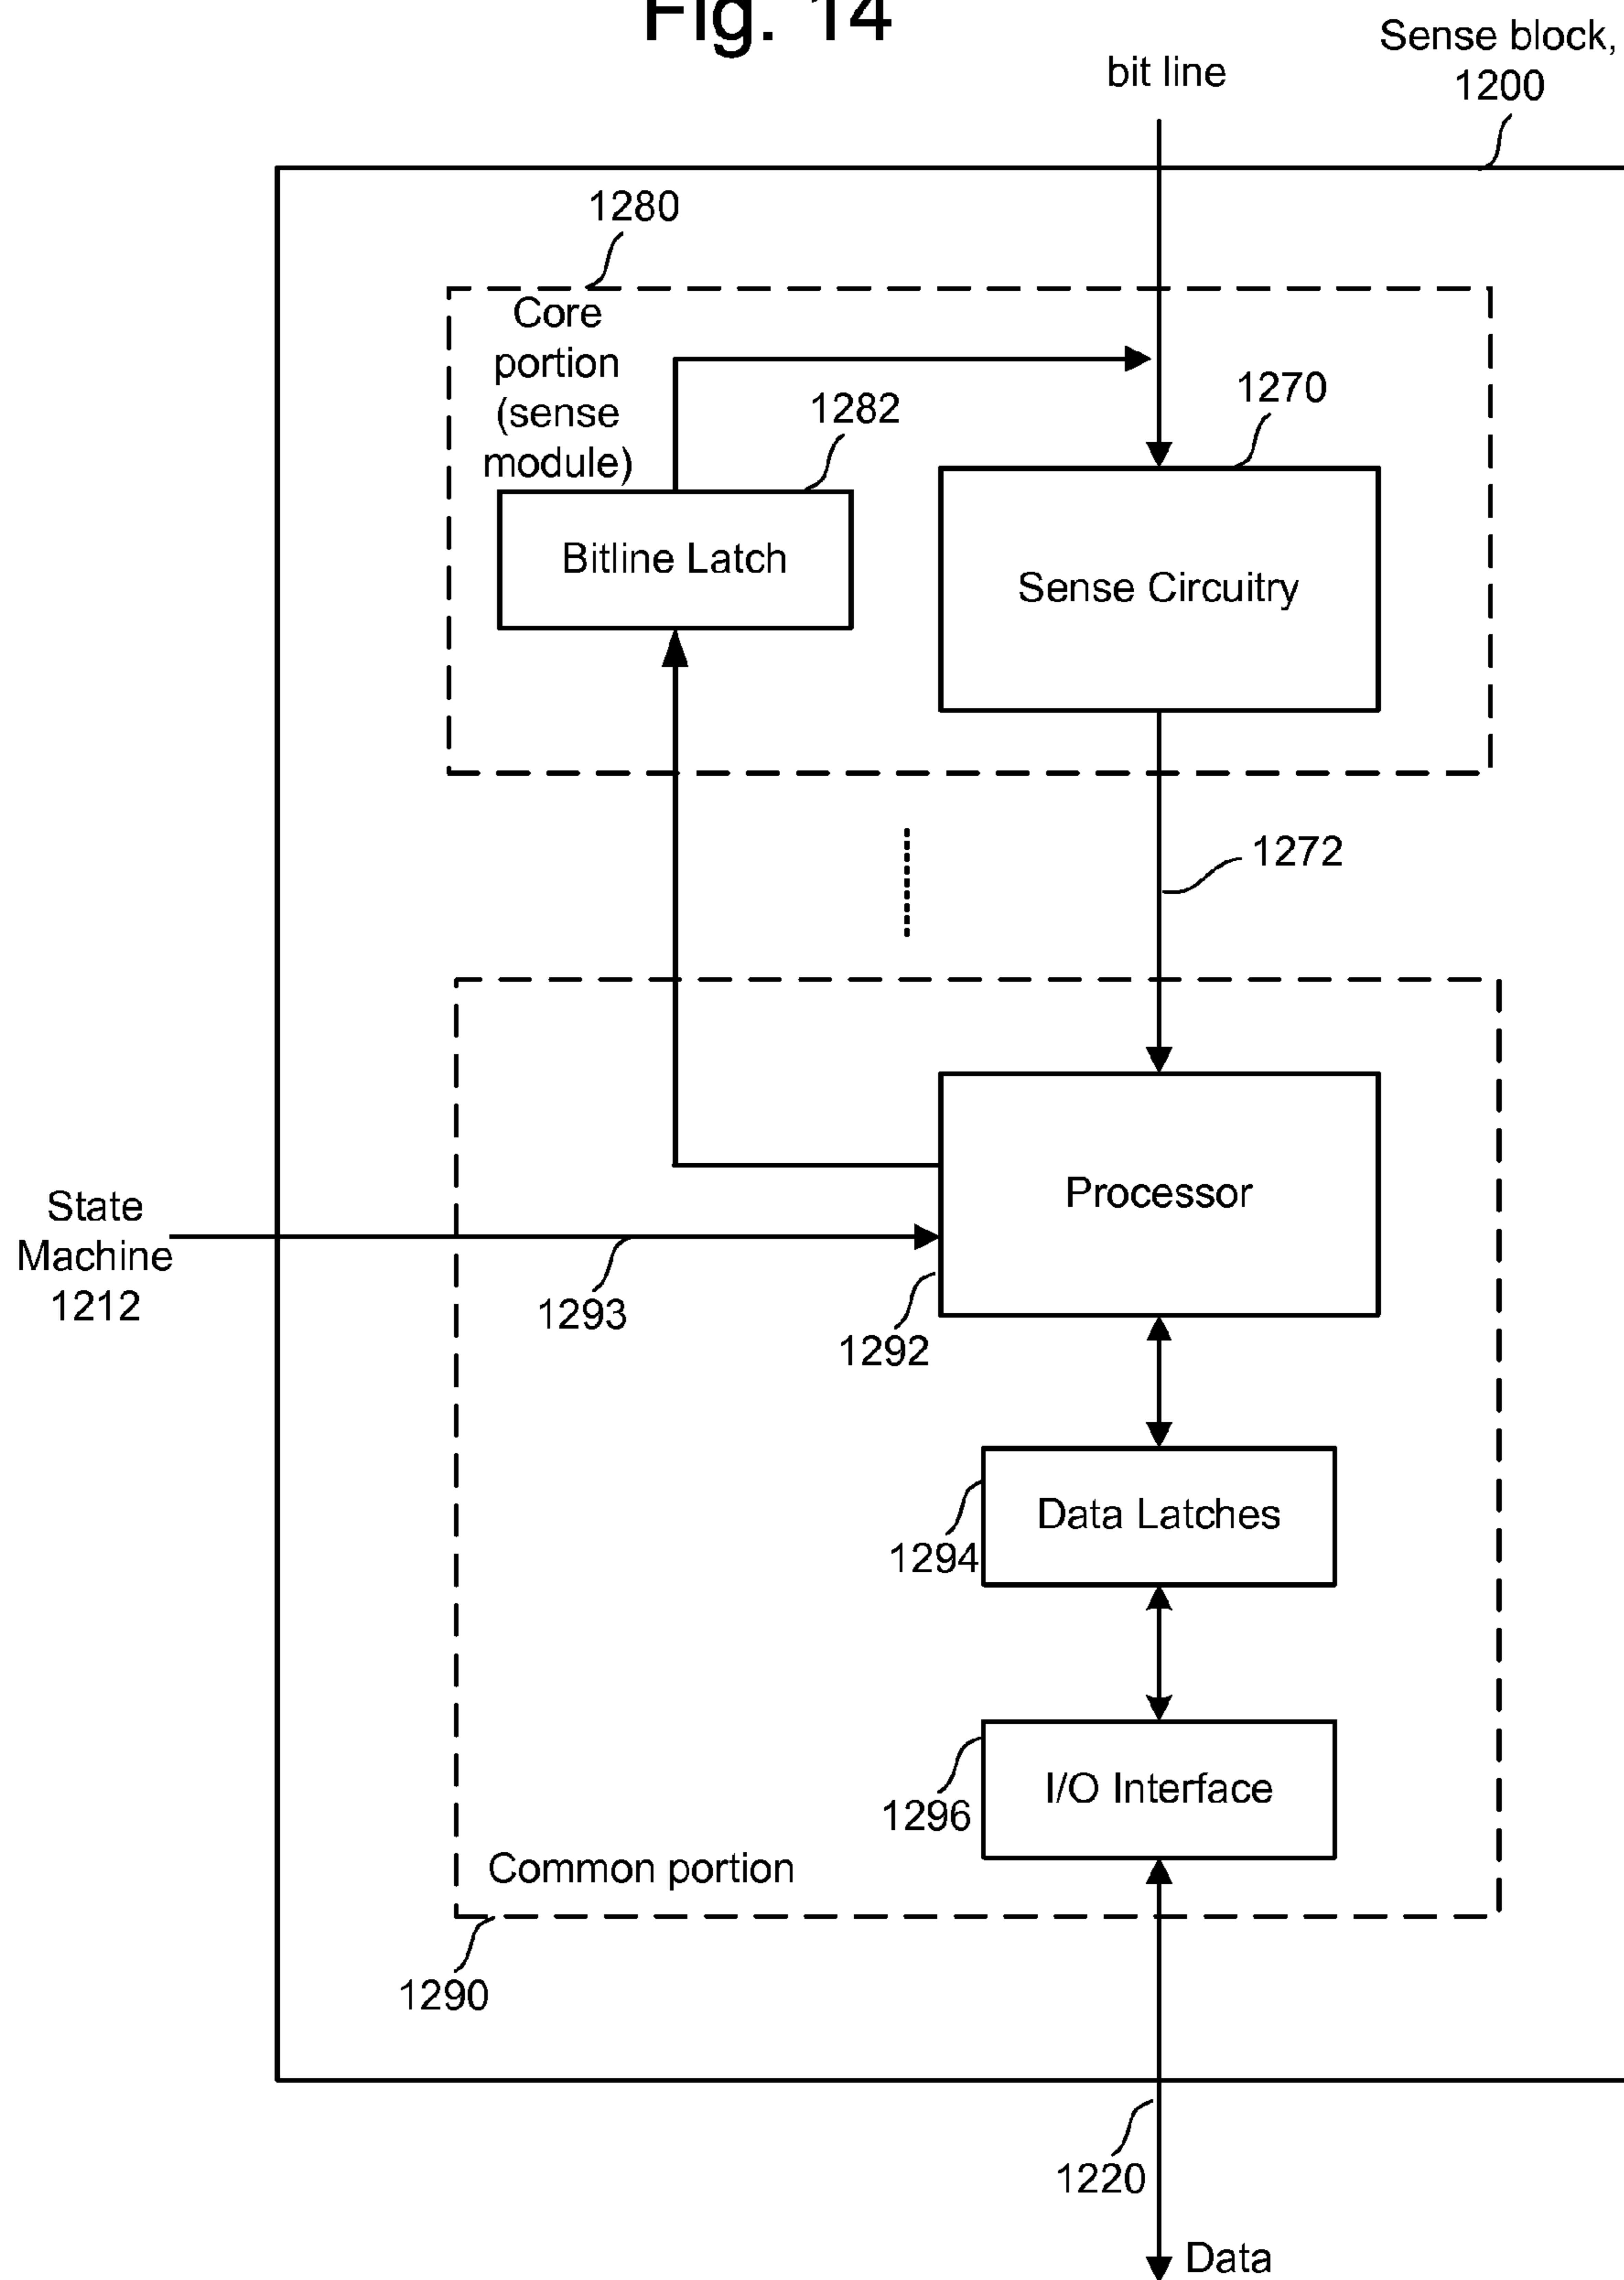 Fig. 14
Sense block,
1200
bit line
1280
Core
portion
(sense
module)
1282
1270
Bitline Latch
Sense Circuitry
1272
Processor
State
Machine
1212
1293
1292
Data Latches
1294
I/O Interface
1296
Common portion
1290
1220
Data